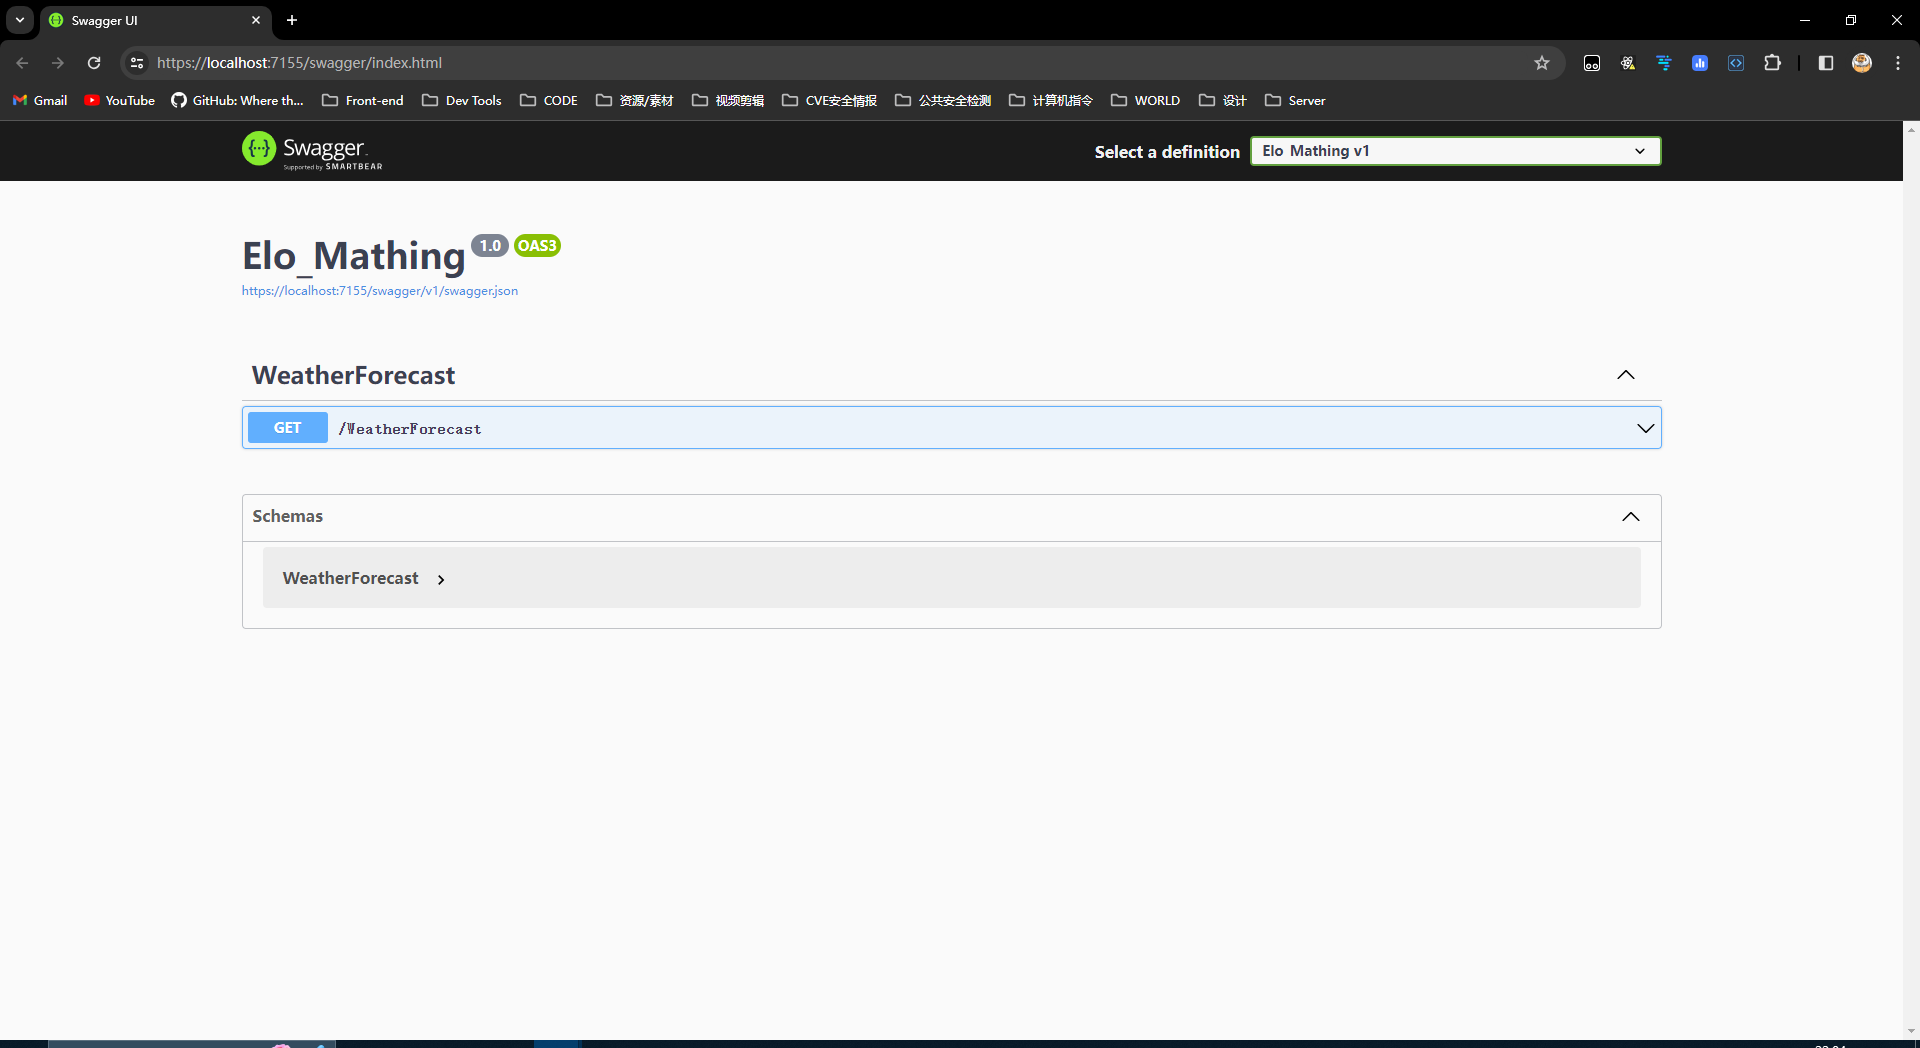 Swagger UI
https://localhost:7155/swagger/index.html
Gmail YouTube GitHub: Where th... Front-end Dev Tools CODE 资源/素材 视频剪辑 CVE安全情报 公共安全检测 计算机指令 WORLD 设计 Server
Swagger.
Supported by SMARTBEAR
Select a definition Elo Mathing v1
Elo_Mathing 1.0 OAS3
https://localhost:7155/swagger/v1/swagger.json
WeatherForecast
GET /WeatherForecast
Schemas
WeatherForecast